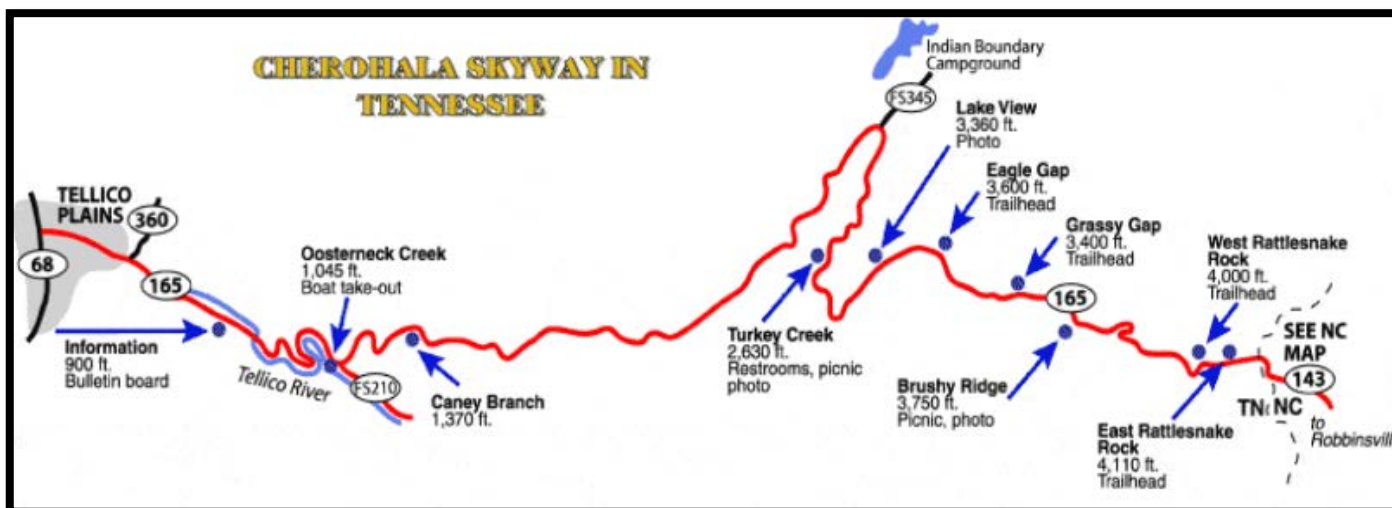 CHEROHALA SKYWAY IN
TENNESSEE
Indian Boundary
Campground
FS345
Lake View
3,360 ft.
Photo
Eagle Gap
3,600 ft.
Trailhead
Grassy Gap
3,400 ft.
Trailhead
West Rattlesnake
Rock
4,000 ft.
Trailhead
TELLICO
PLAINS
360
68
165
Oosterneck Creek
1,045 ft.
Boat take-out
Information
900 ft.
Bulletin board
Tellico River
FS210
Caney Branch
1,370 ft.
Turkey Creek
2,630 ft.
Restrooms, picnic
photo
165
Brushy Ridge
3,750 ft.
Picnic, photo
East Rattlesnake
Rock
4,110 ft.
Trailhead
SEE NC
MAP
143
TN NC
to
Robbinsvill